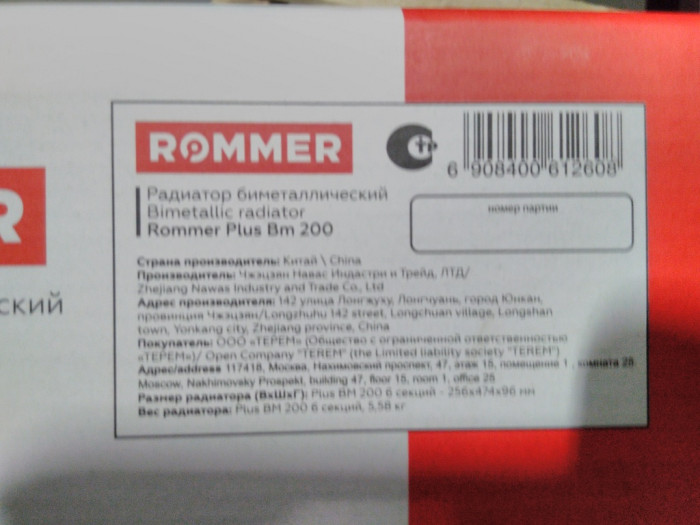 ROMMER
тр
6 908400 612608
Радиатор биметаллический
Bimetallic radiator
Rommer Plus Bm 200
номер партии
R
ский
Страна производитель: Китай \ China
Производитель: Чжэцзян Навас Индастри и Трейд, ЛТД/
Zhejiang Nawas Industry and Trade Co., Ltd
Адрес производителя: 142 улица Лонгжуху, Лонгчуань, город Юнкан,
провинция Чжэцзян/Longzhuhu 142 street, Longchuan village, Longshan
town, Yonkang city, Zhejiang province, China
Покупатель: ООО «ТЕРЕМ» (Общество с ограниченной ответственностью
«ТЕРЕМ»)/ Open Company "TEREM" (the Limited liability society "TEREM")
Адрес/address 117418, Москва, Нахимовский проспект, 47, этаж 15, помещение 1, комната 25
Moscow, Nakhimovsky Prospekt, building 47, floor 15, room 1, office 25
Размер радиатора (ВхШхГ): Plus BM 200 6 секций - 256x474x96 мм
Вес радиатора: Plus BM 200 6 секций, 5,58 кг